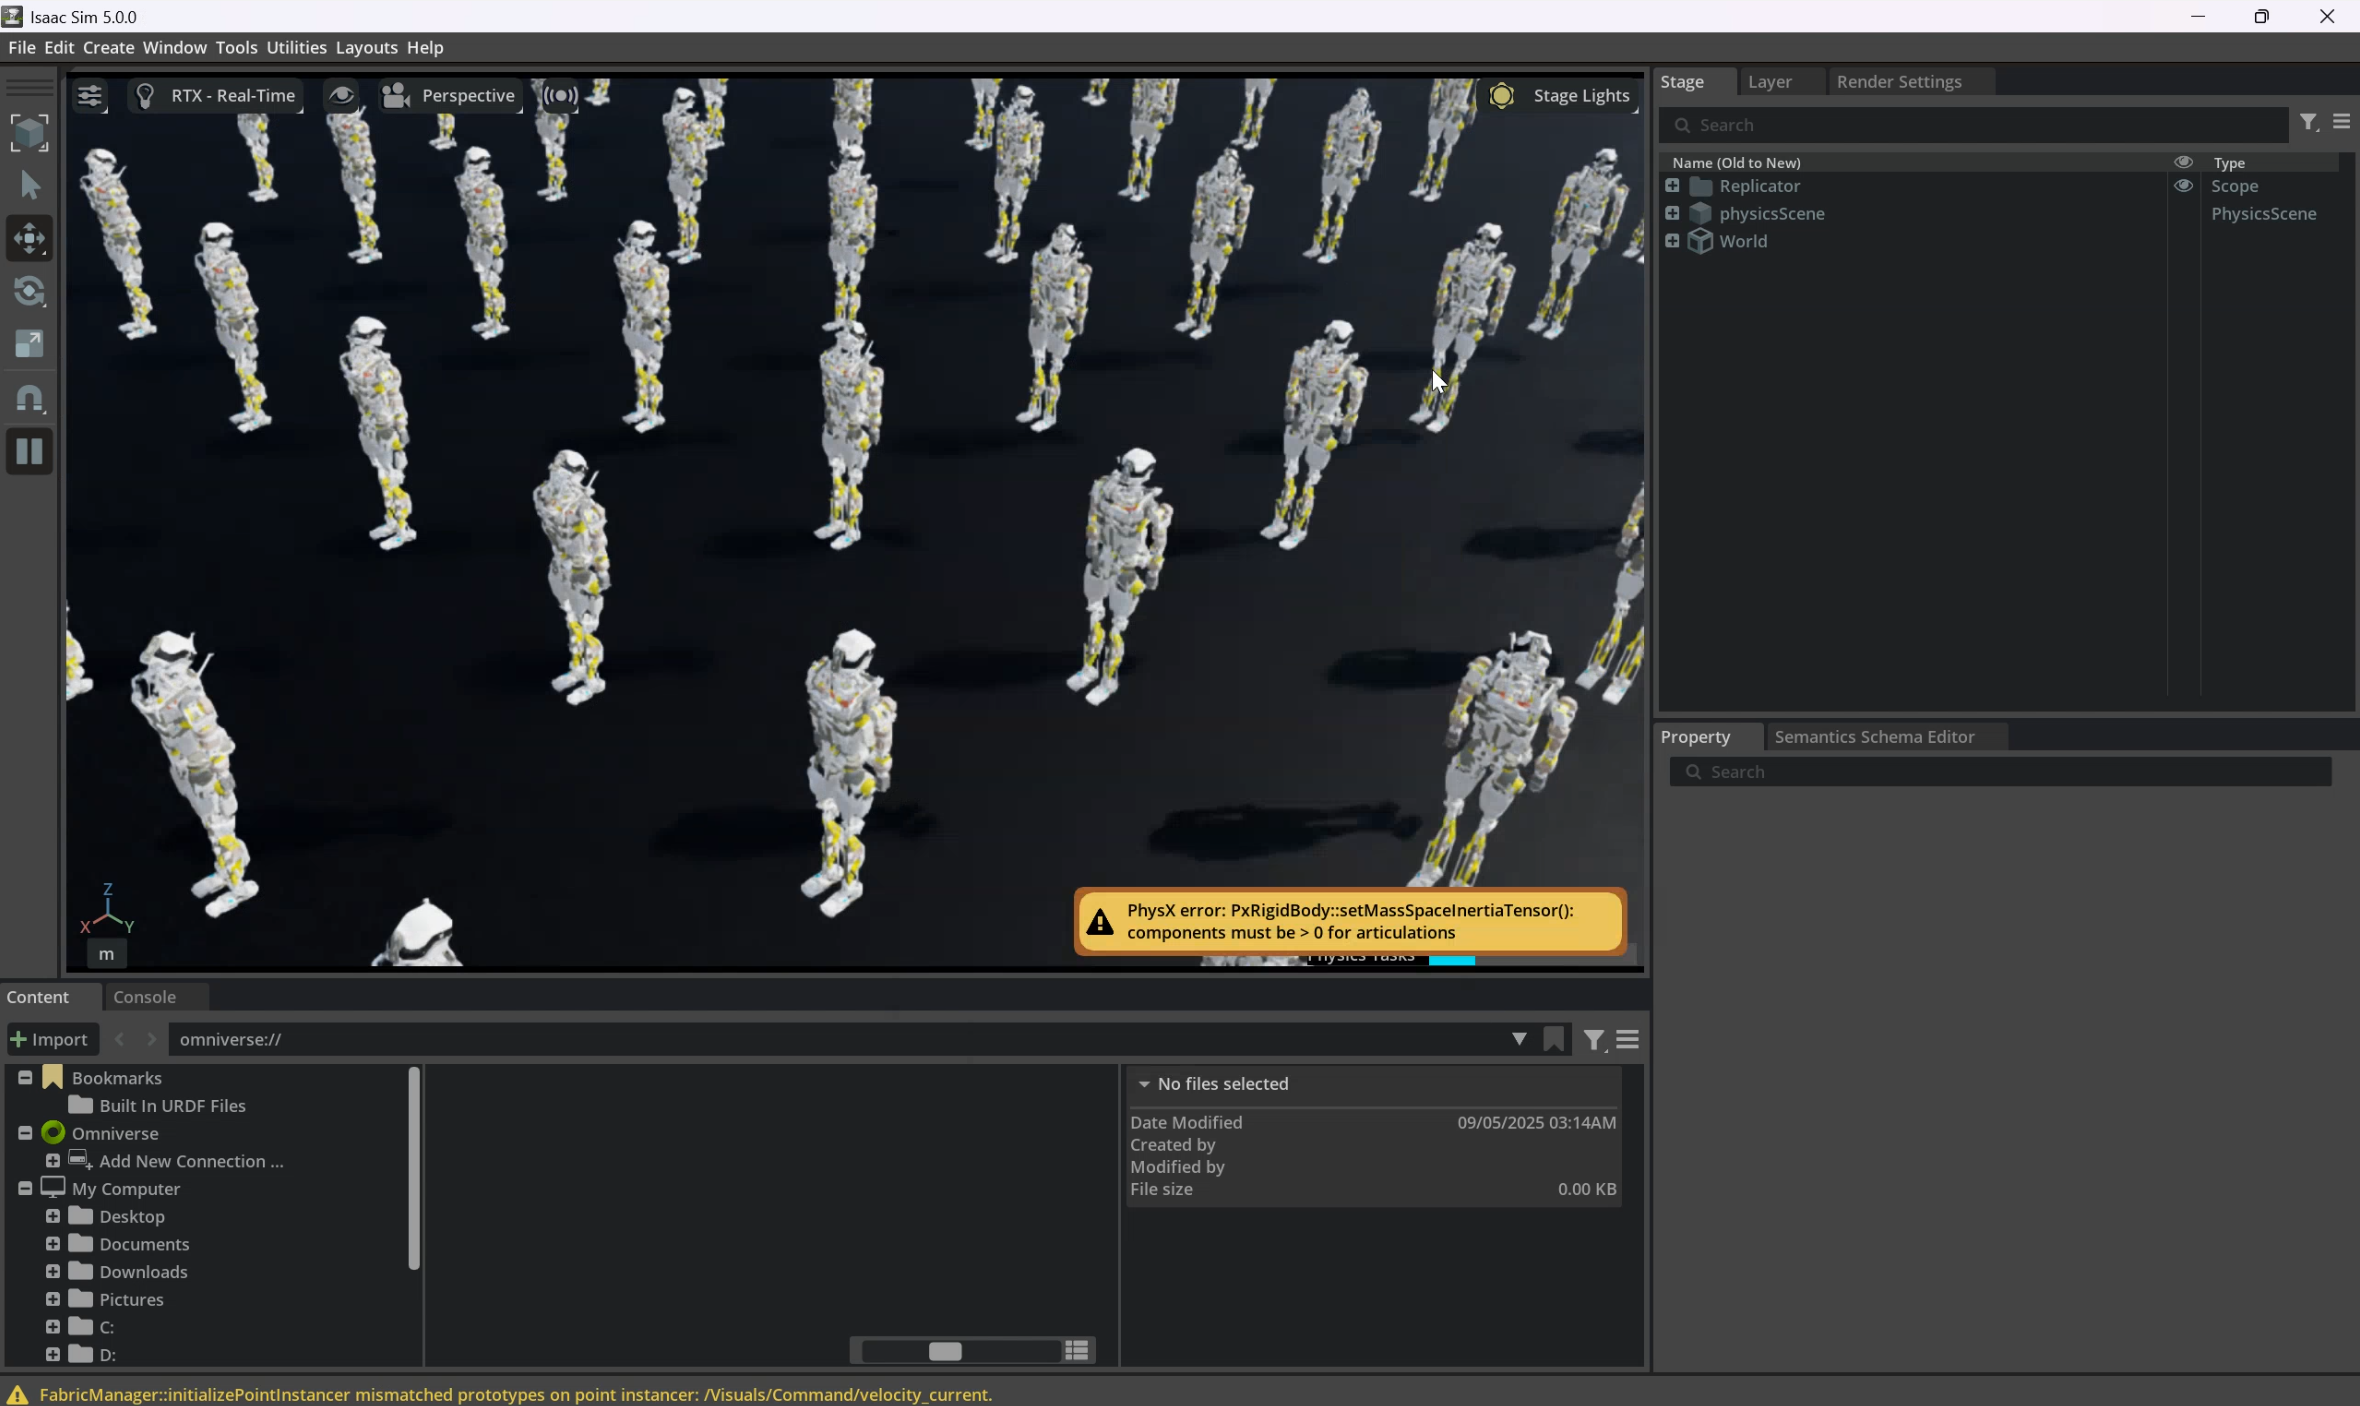 Isaac Sim 5.0.0
File Edit Create Window Tools Utilities Layouts Help
RTX - Real-Time
Perspective
Stage Lights
Z
X
Y
m
PhysX error: PxRigidBody::setMassSpaceInertiaTensor():
components must be > 0 for articulations
Physics Tasks
Stage
Layer
Render Settings
Search
Name (Old to New)
Type
Replicator
Scope
physicsScene
PhysicsScene
World
Property
Semantics Schema Editor
Search
Content
Console
Import
omniverse://
Bookmarks
Built In URDF Files
Omniverse
Add New Connection ...
My Computer
Desktop
Documents
Downloads
Pictures
C:
D:
No files selected
Date Modified 09/05/2025 03:14AM
Created by
Modified by
File size 0.00 KB
FabricManager::initializePointInstancer mismatched prototypes on point instancer: /Visuals/Command/velocity_current.